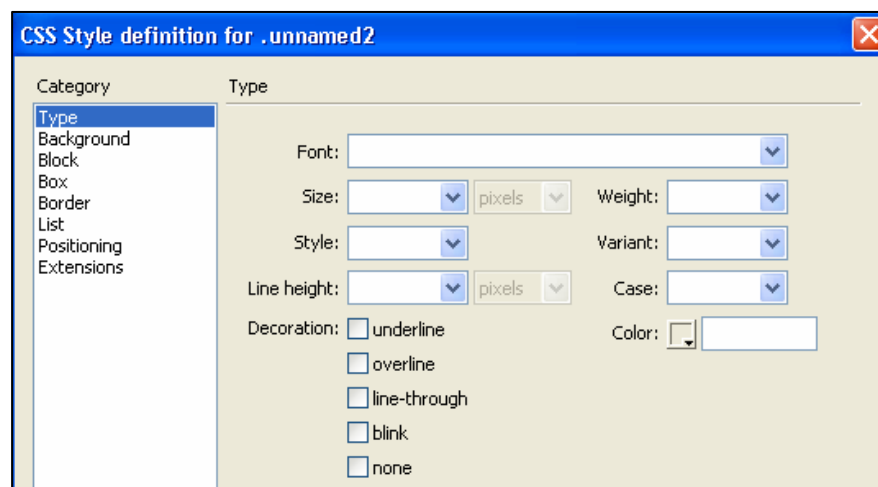 CSS Style definition for .unnamed2
Category
Type
Type
Background
Block
Box
Border
List
Positioning
Extensions
Font:
Size: pixels Weight:
Style: Variant:
Line height: pixels Case:
Decoration: underline Color:
overline
line-through
blink
none